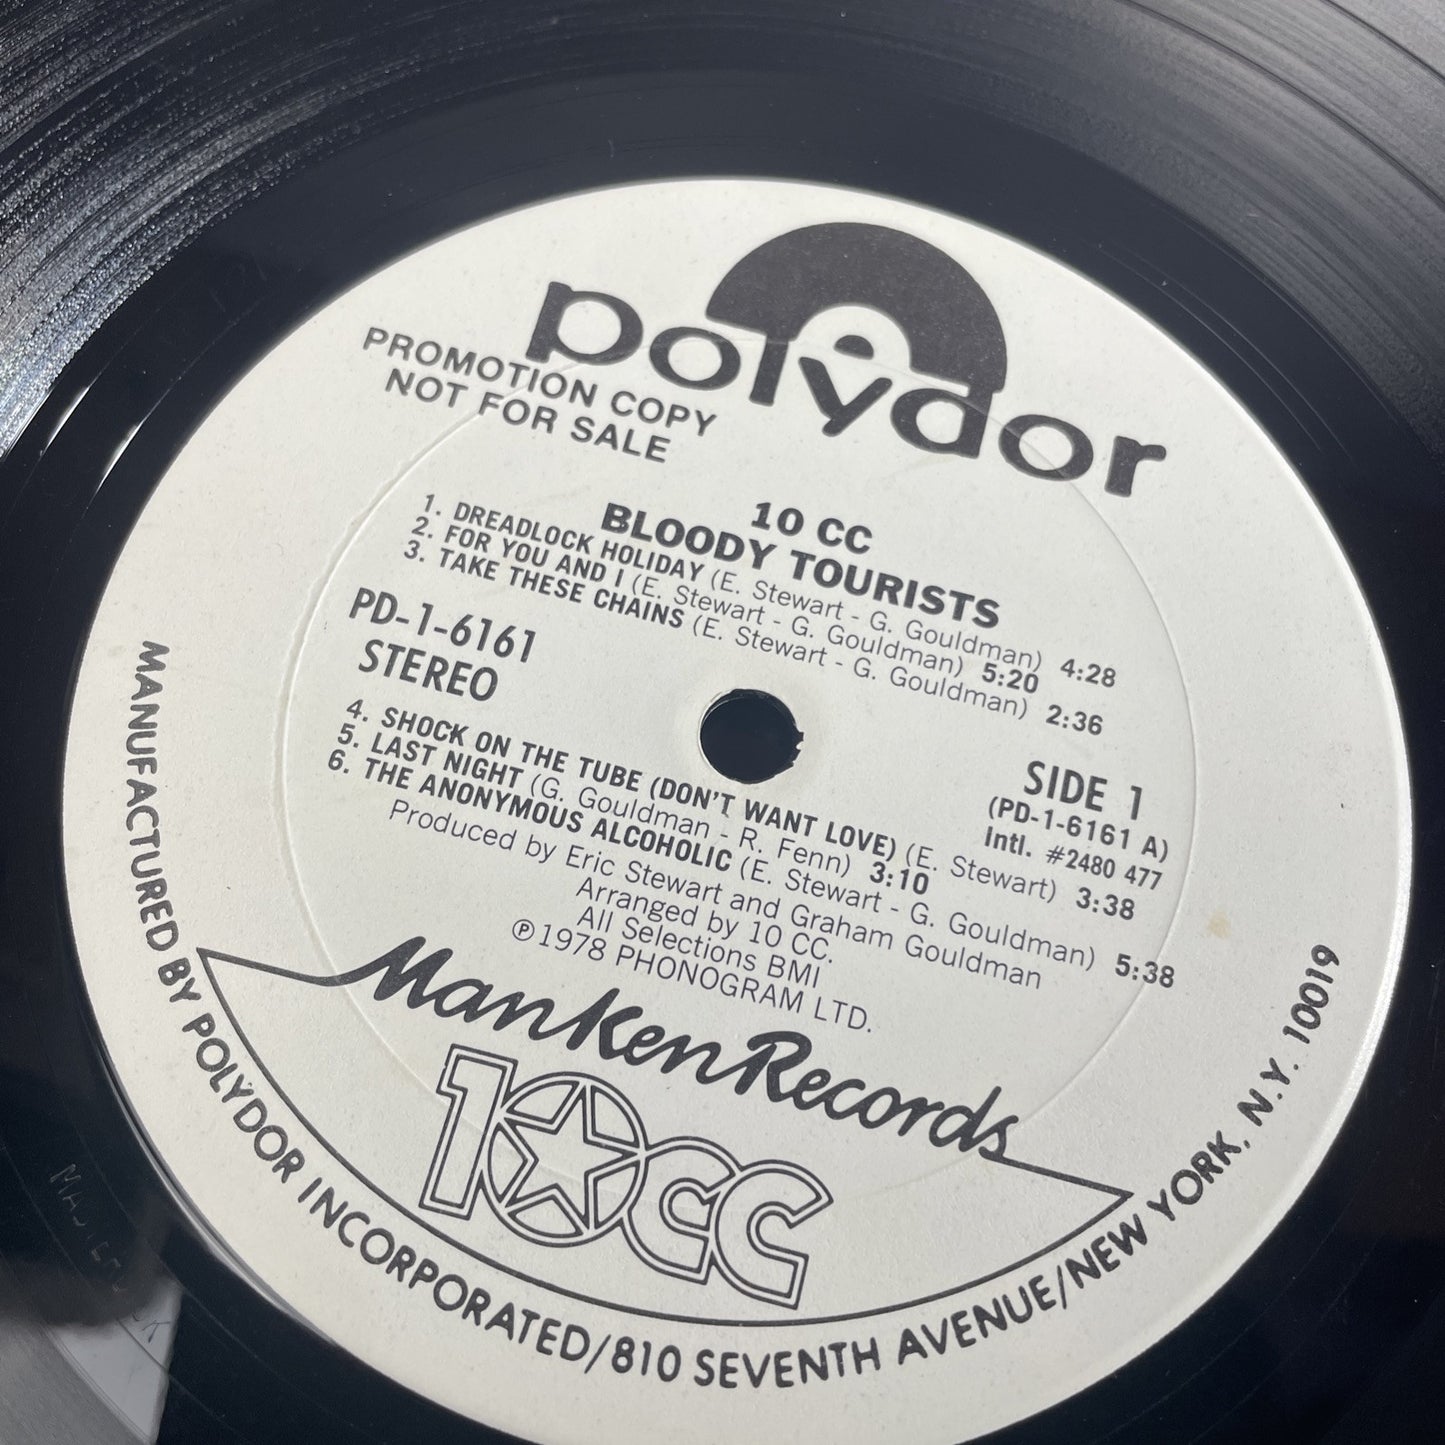 polydor
PROMOTION COPY
NOT FOR SALE
10 CC
BLOODY TOURISTS
1. DREADLOCK HOLIDAY (E. Stewart - G. Gouldman) 4:28
2. FOR YOU AND I (E. Stewart - G. Gouldman) 5:20
3. TAKE THESE CHAINS (E. Stewart - G. Gouldman) 2:36
PD-1-6161
STEREO
SIDE 1
(PD-1-6161 A)
Intl. #2480 477
4. SHOCK ON THE TUBE (DON'T WANT LOVE) (E. Stewart) 3:38
5. LAST NIGHT (G. Gouldman - R. Fenn) 3:10
6. THE ANONYMOUS ALCOHOLIC (E. Stewart - G. Gouldman) 5:38
Produced by Eric Stewart and Graham Gouldman
Arranged by 10 CC.
All Selections BMI
Ⓟ1978 PHONOGRAM LTD.
ManKen Records
10cc
MANUFACTURED BY POLYDOR INCORPORATED/810 SEVENTH AVENUE/NEW YORK, N.Y. 10019